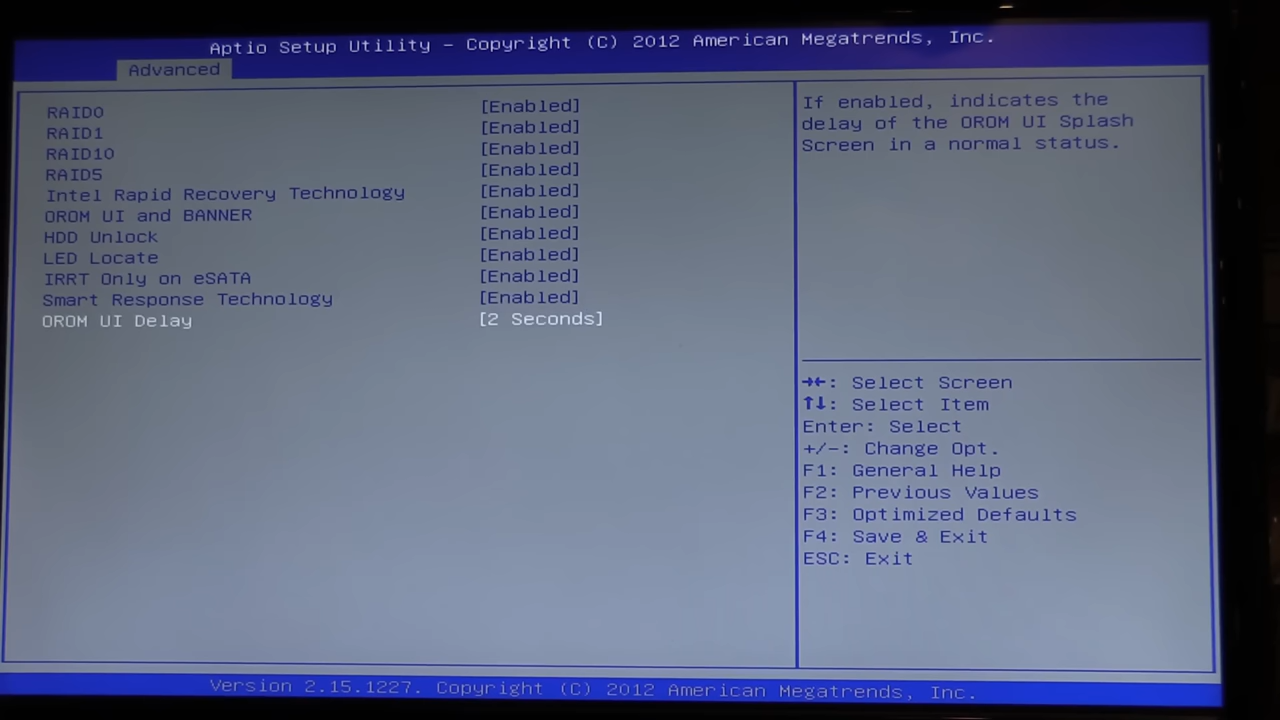 Aptio Setup Utility – Copyright (C) 2012 American Megatrends, Inc.
Advanced
RAID0 [Enabled]
RAID1 [Enabled]
RAID10 [Enabled]
RAID5 [Enabled]
Intel Rapid Recovery Technology [Enabled]
OROM UI and BANNER [Enabled]
HDD Unlock [Enabled]
LED Locate [Enabled]
IRRT Only on eSATA [Enabled]
Smart Response Technology [Enabled]
OROM UI Delay [2 Seconds]
If enabled, indicates the
delay of the OROM UI Splash
Screen in a normal status.
→←: Select Screen
↑↓: Select Item
Enter: Select
+/-: Change Opt.
F1: General Help
F2: Previous Values
F3: Optimized Defaults
F4: Save & Exit
ESC: Exit
Version 2.15.1227. Copyright (C) 2012 American Megatrends, Inc.